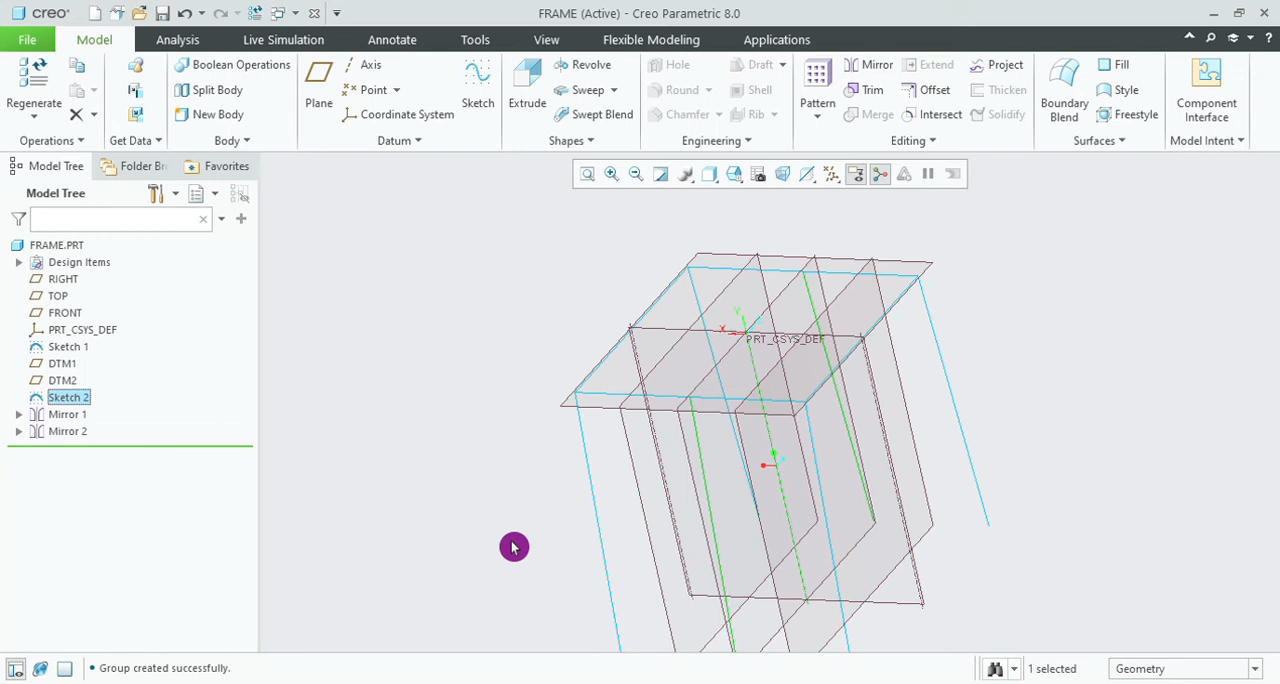 creo FRAME (Active) - Creo Parametric 8.0
File Model Analysis Live Simulation Annotate Tools View Flexible Modeling Applications
Regenerate
Operations
Get Data
Boolean Operations
Split Body
New Body
Body
Plane
Axis
Point
Coordinate System
Sketch
Datum
Extrude
Revolve
Sweep
Swept Blend
Shapes
Hole
Round
Chamfer
Draft
Shell
Rib
Engineering
Pattern
Mirror
Trim
Merge
Extend
Offset
Intersect
Project
Thicken
Solidify
Editing
Boundary
Blend
Fill
Style
Freestyle
Surfaces
Component
Interface
Model Intent
Model Tree Folder Br Favorites
Model Tree
FRAME.PRT
Design Items
RIGHT
TOP
FRONT
PRT_CSYS_DEF
Sketch 1
DTM1
DTM2
Sketch 2
Mirror 1
Mirror 2
Y
X
PRT_CSYS_DEF
Group created successfully.
1 selected
Geometry